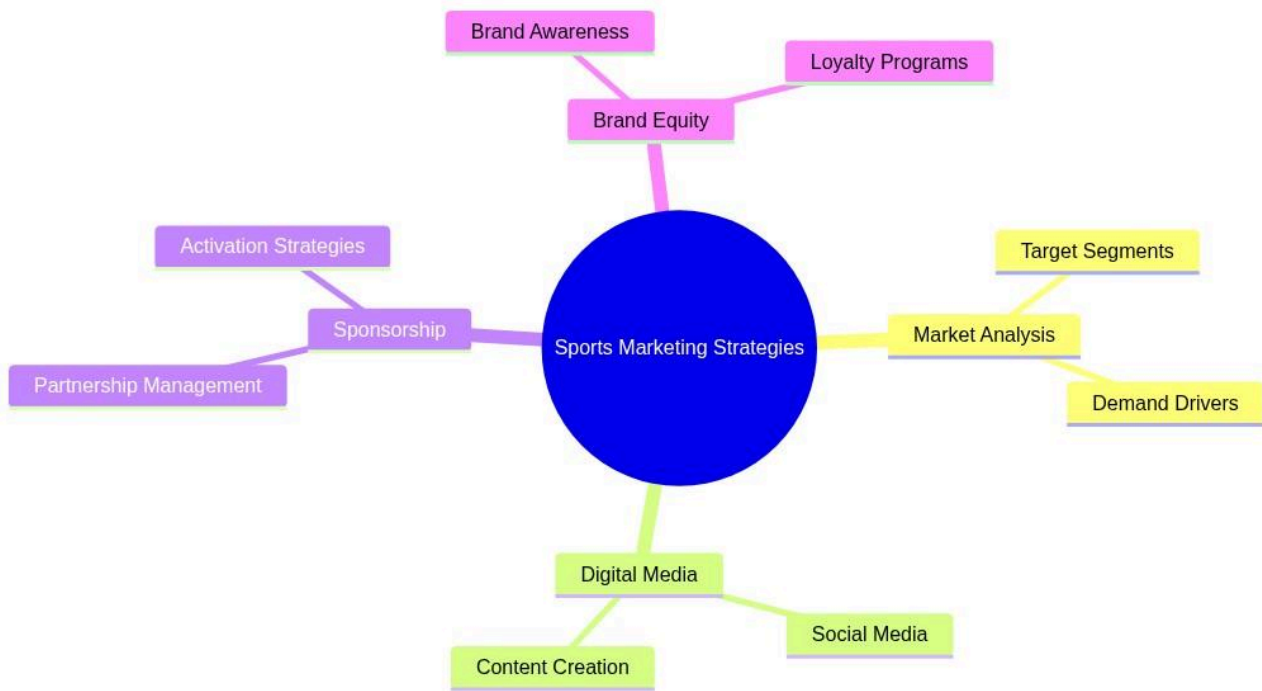 Brand Awareness
Loyalty Programs
Brand Equity
Activation Strategies
Target Segments
Sponsorship
Market Analysis
Sports Marketing Strategies
Partnership Management
Demand Drivers
Digital Media
Social Media
Content Creation